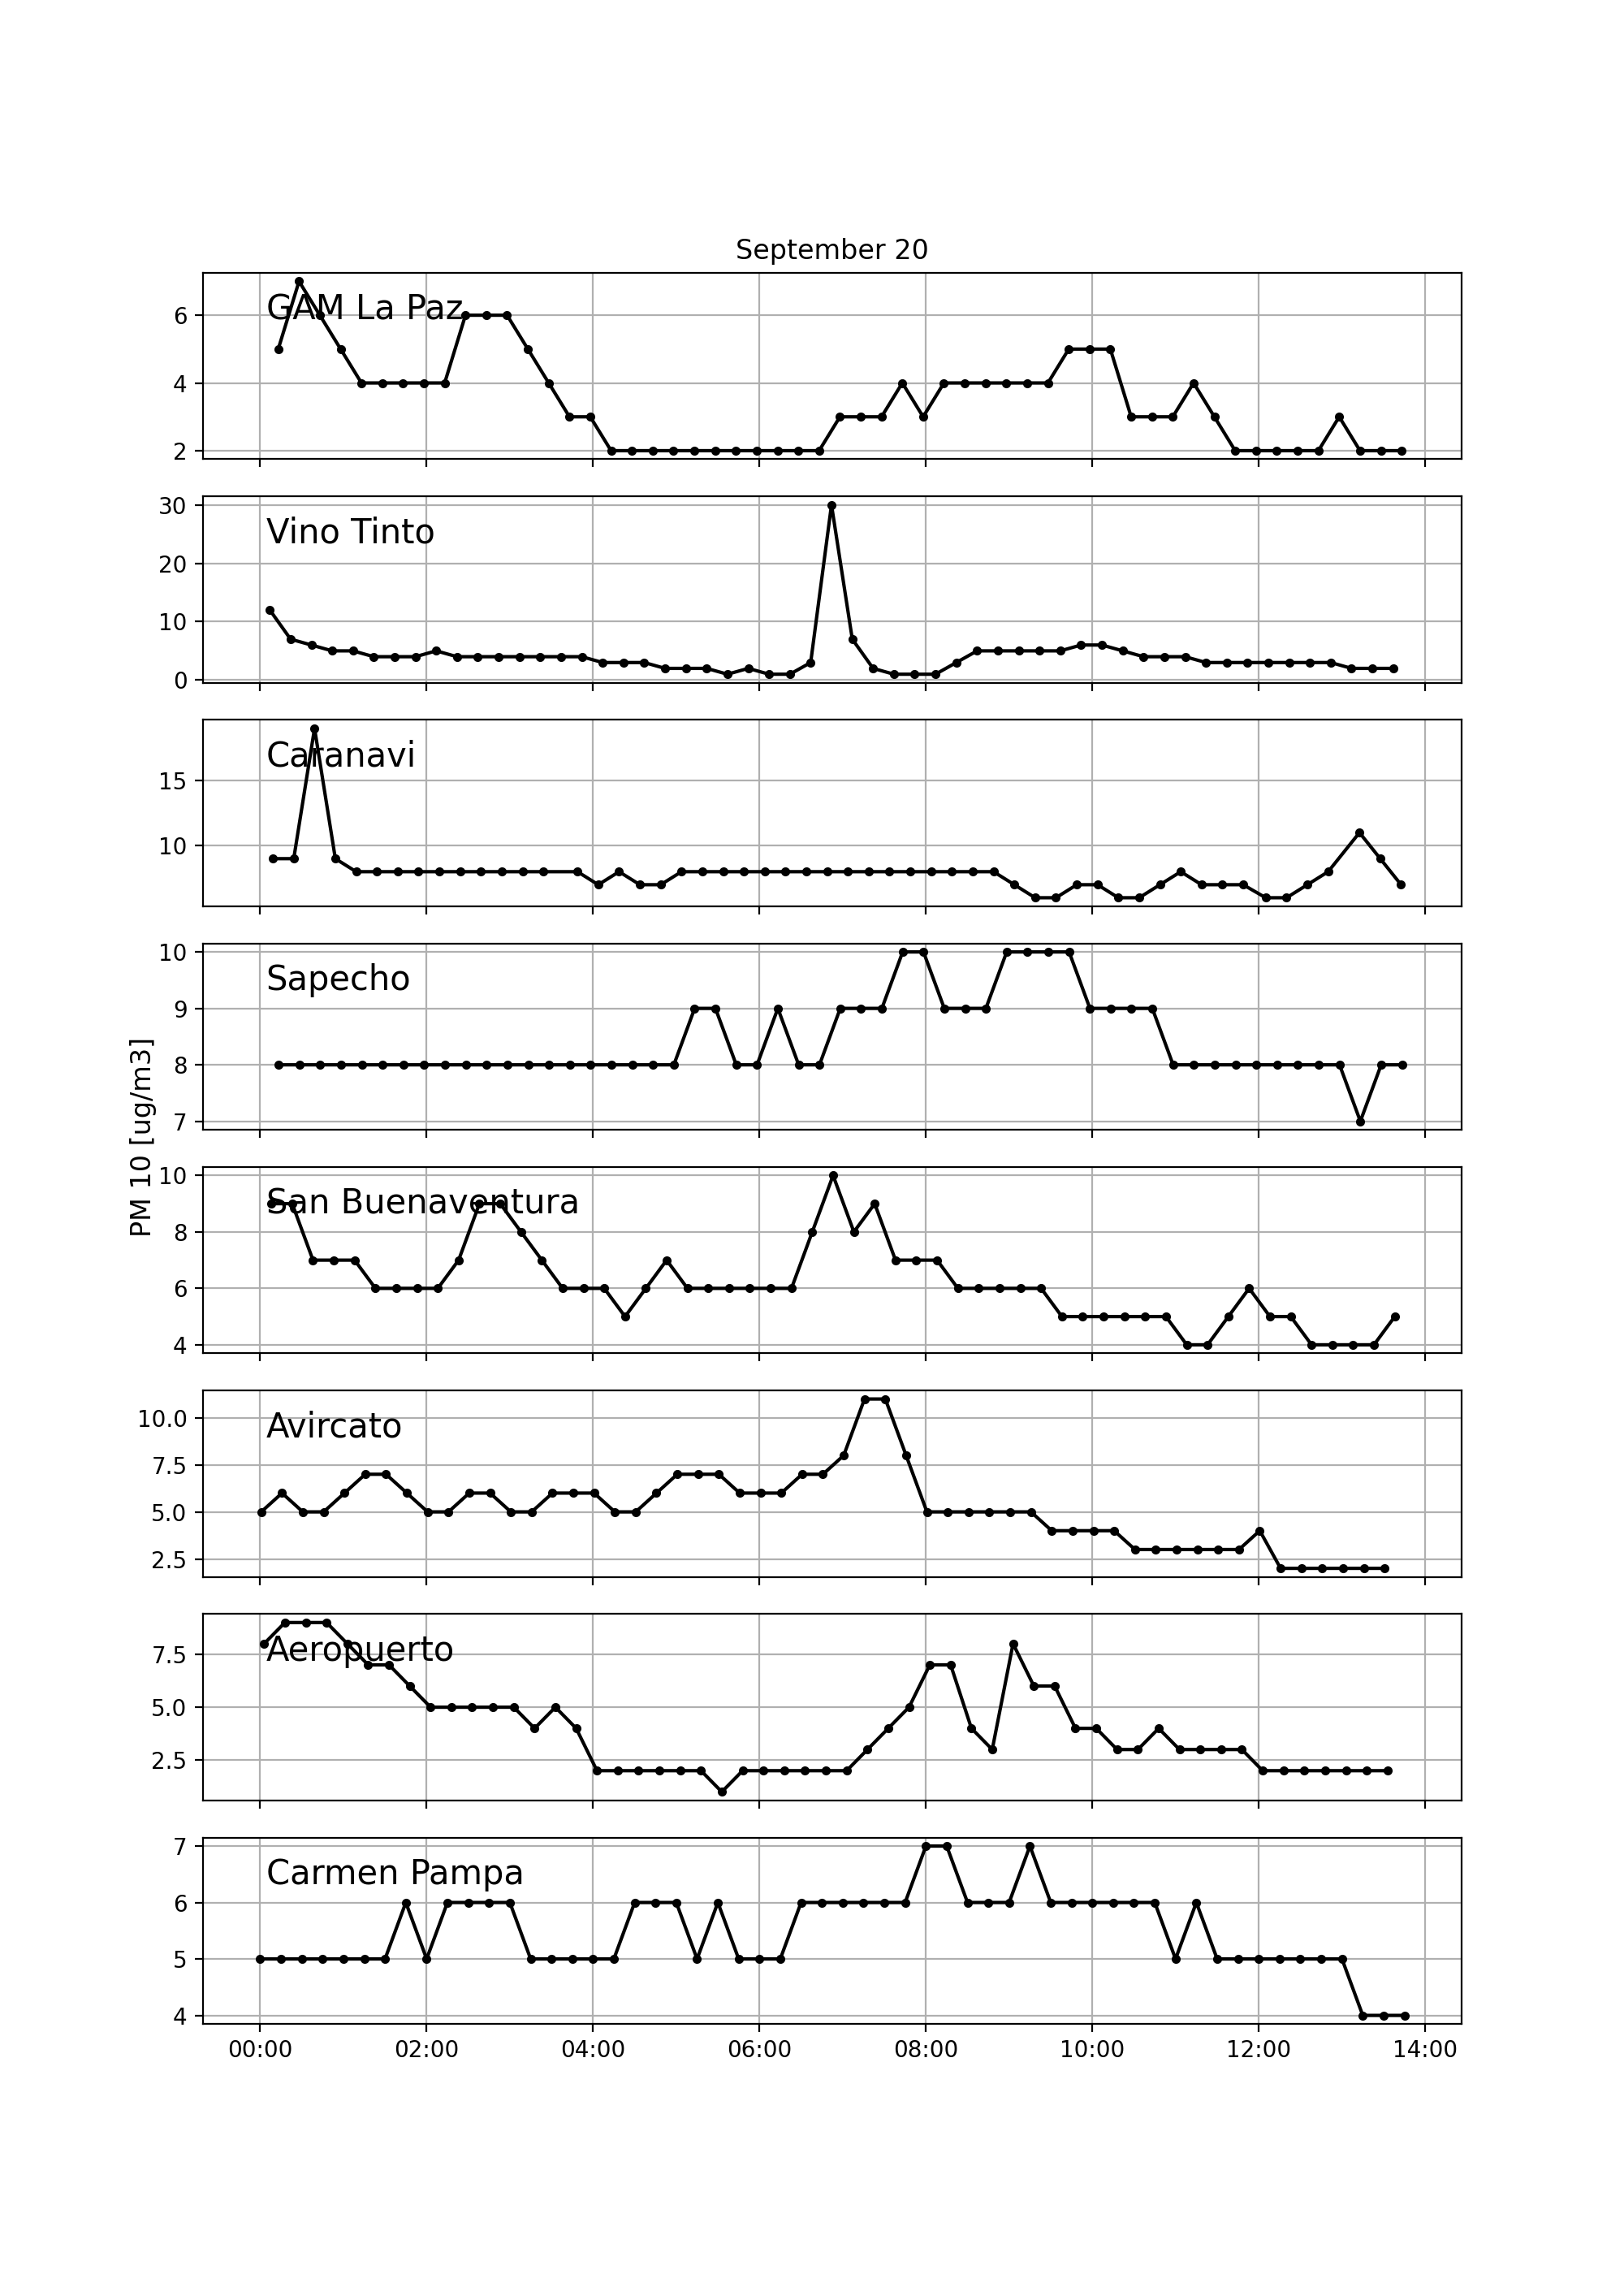 September 20
GAM La Paz
6
4
2
Vino Tinto
30
20
10
0
Caranavi
15
10
Sapecho
10
9
8
7
PM 10 [ug/m3]
San Buenaventura
10
8
6
4
Avircato
10.0
7.5
5.0
2.5
Aeropuerto
7.5
5.0
2.5
Carmen Pampa
7
6
5
4
00:00 02:00 04:00 06:00 08:00 10:00 12:00 14:00